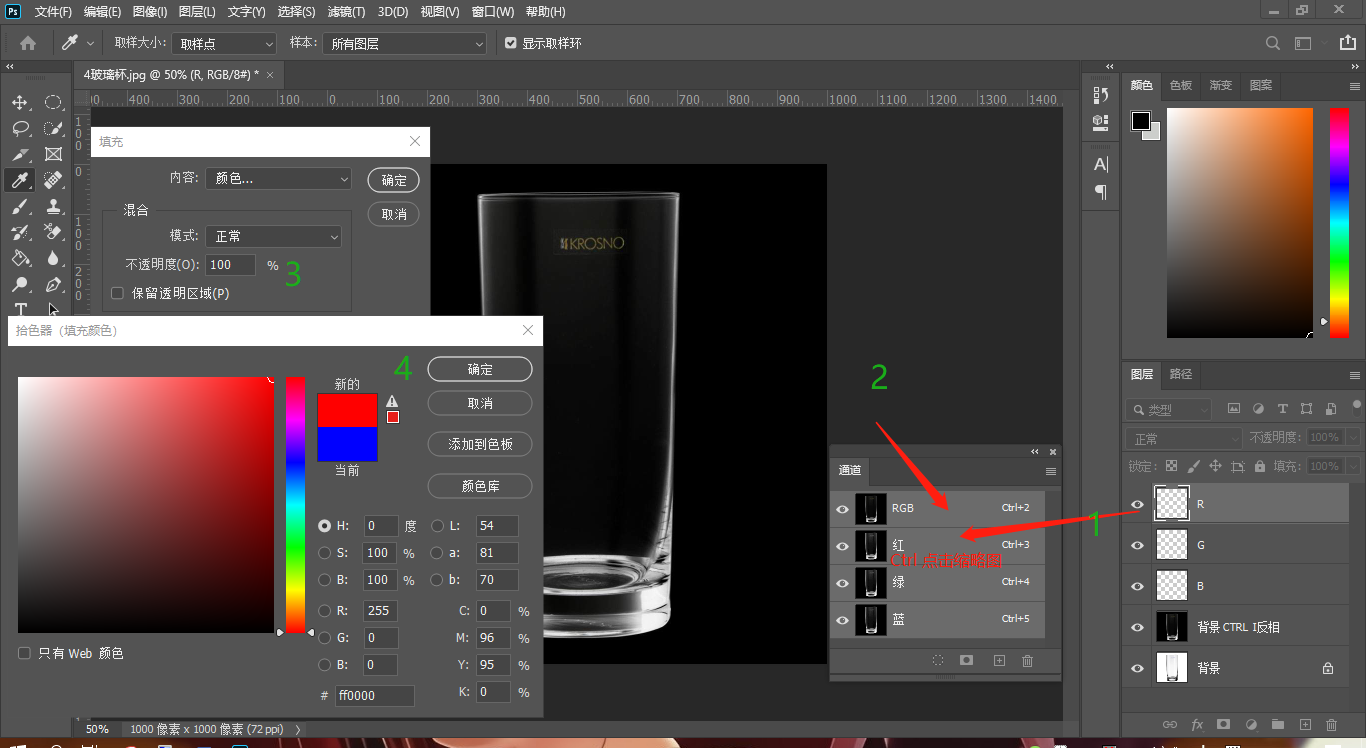 Ps 文件(F) 编辑(E) 图像(I) 图层(L) 文字(Y) 选择(S) 滤镜(T) 3D(D) 视图(V) 窗口(W) 帮助(H)
取样大小: 取样点 样本: 所有图层 显示取样环
4玻璃杯.jpg @ 50% (R, RGB/8#) * ×
400 300 200 100 0 100 200 300 400 500 600 700 800 900 1000 1100 1200 1300 1400
填充
内容: 颜色... 确定
混合
取消
模式: 正常
不透明度(O): 100 %
3
保留透明区域(P)
KROSNO
拾色器（填充颜色）
4
新的
当前
确定
取消
添加到色板
颜色库
H: 0 度 L: 54
S: 100 % a: 81
B: 100 % b: 70
R: 255 C: 0 %
G: 0 M: 96 %
B: 0 Y: 95 %
# ff0000 K: 0 %
只有 Web 颜色
2
1
通道
RGB Ctrl+2
红 Ctrl+3
Ctrl 点击缩略图
绿 Ctrl+4
蓝 Ctrl+5
颜色 色板 渐变 图案
图层 路径
类型
正常 不透明度: 100%
锁定: 填充: 100%
R
G
B
背景 CTRL I反相
背景
50% 1000 像素 x 1000 像素 (72 ppi)